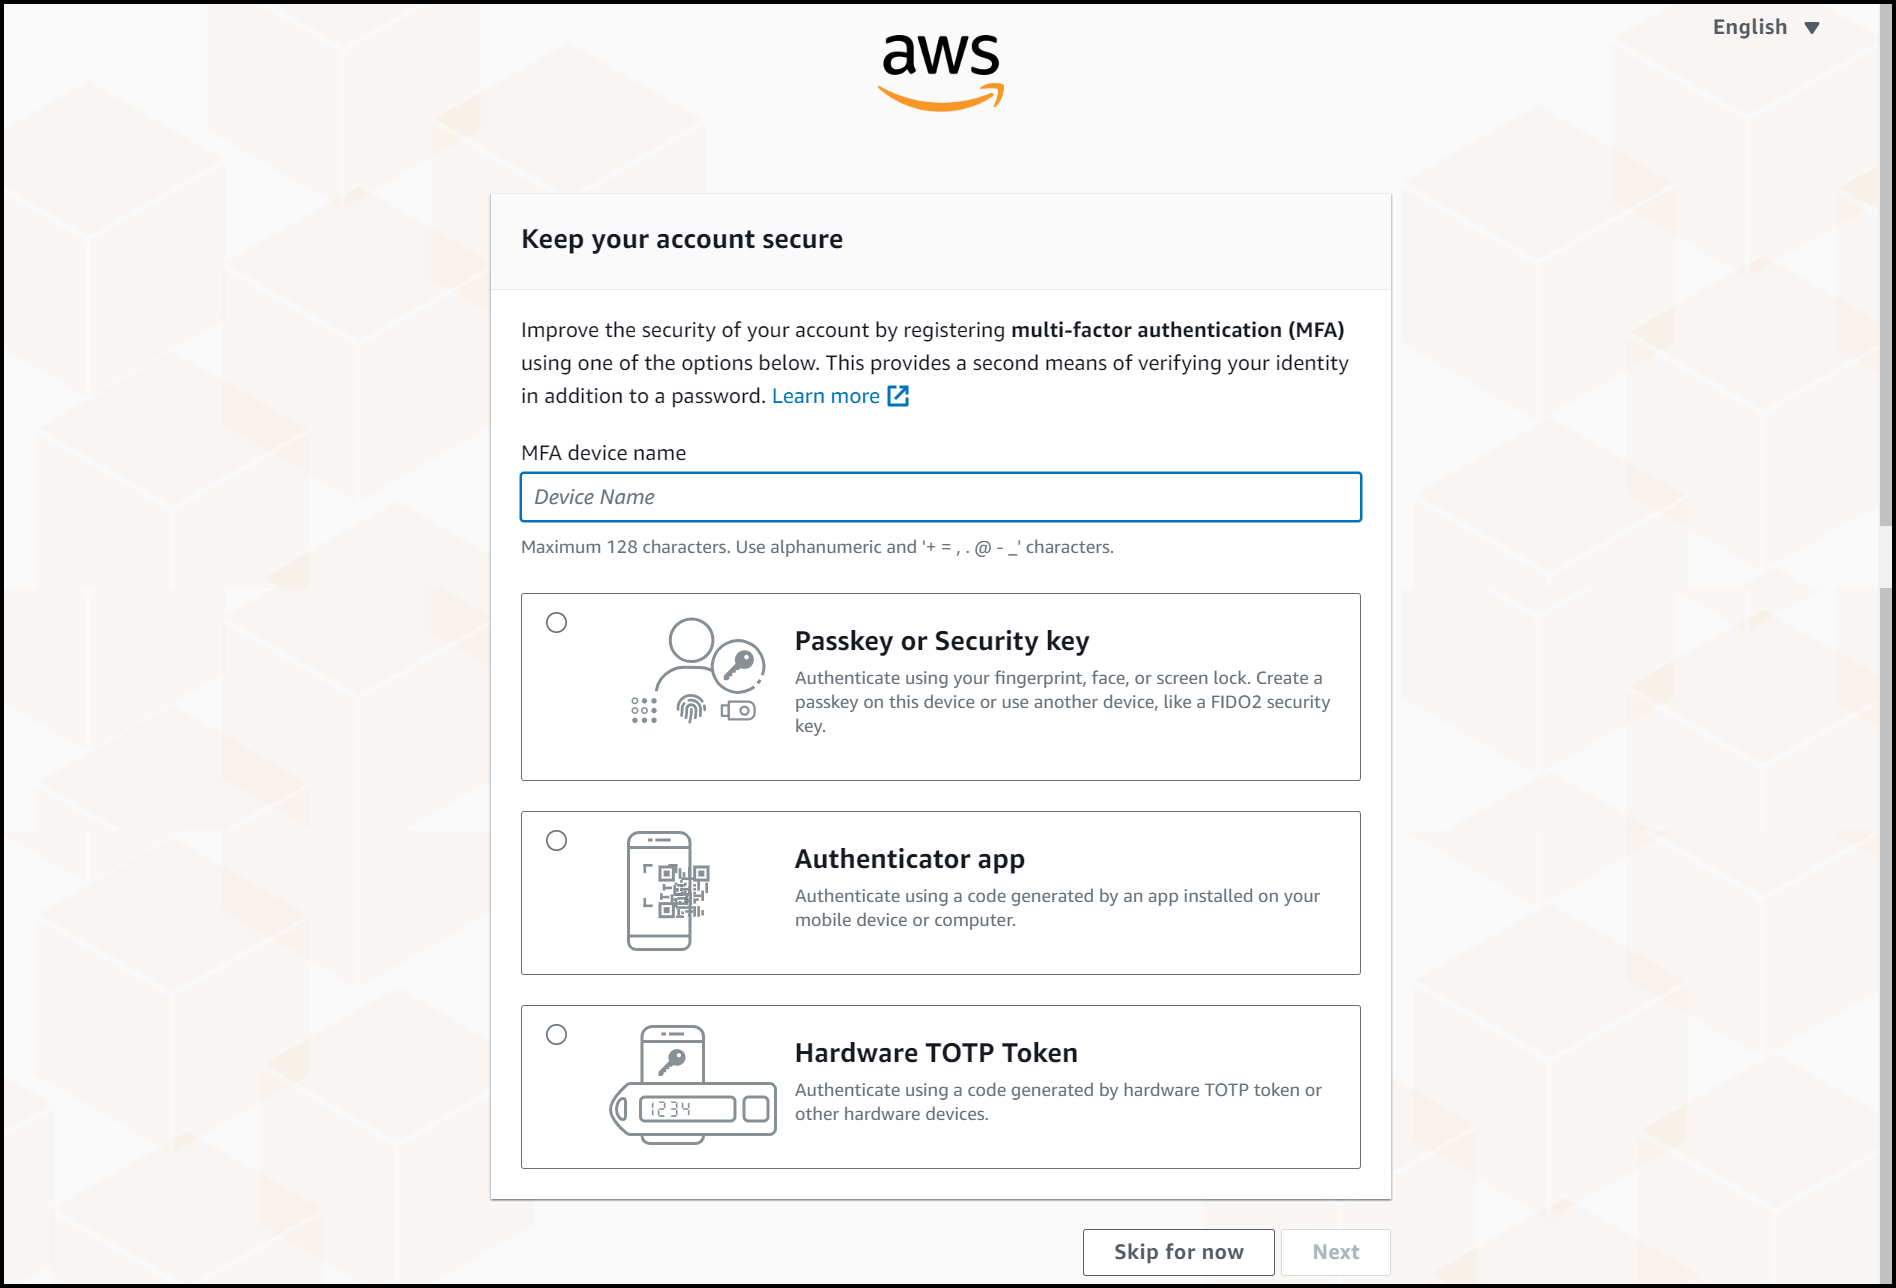 English
aws
Keep your account secure
Improve the security of your account by registering multi-factor authentication (MFA)
using one of the options below. This provides a second means of verifying your identity
in addition to a password. Learn more
MFA device name
Device Name
Maximum 128 characters. Use alphanumeric and '+ = , . @ - _' characters.
Passkey or Security key
Authenticate using your fingerprint, face, or screen lock. Create a
passkey on this device or use another device, like a FIDO2 security
key.
Authenticator app
Authenticate using a code generated by an app installed on your
mobile device or computer.
Hardware TOTP Token
1234
Authenticate using a code generated by hardware TOTP token or
other hardware devices.
Skip for now
Next